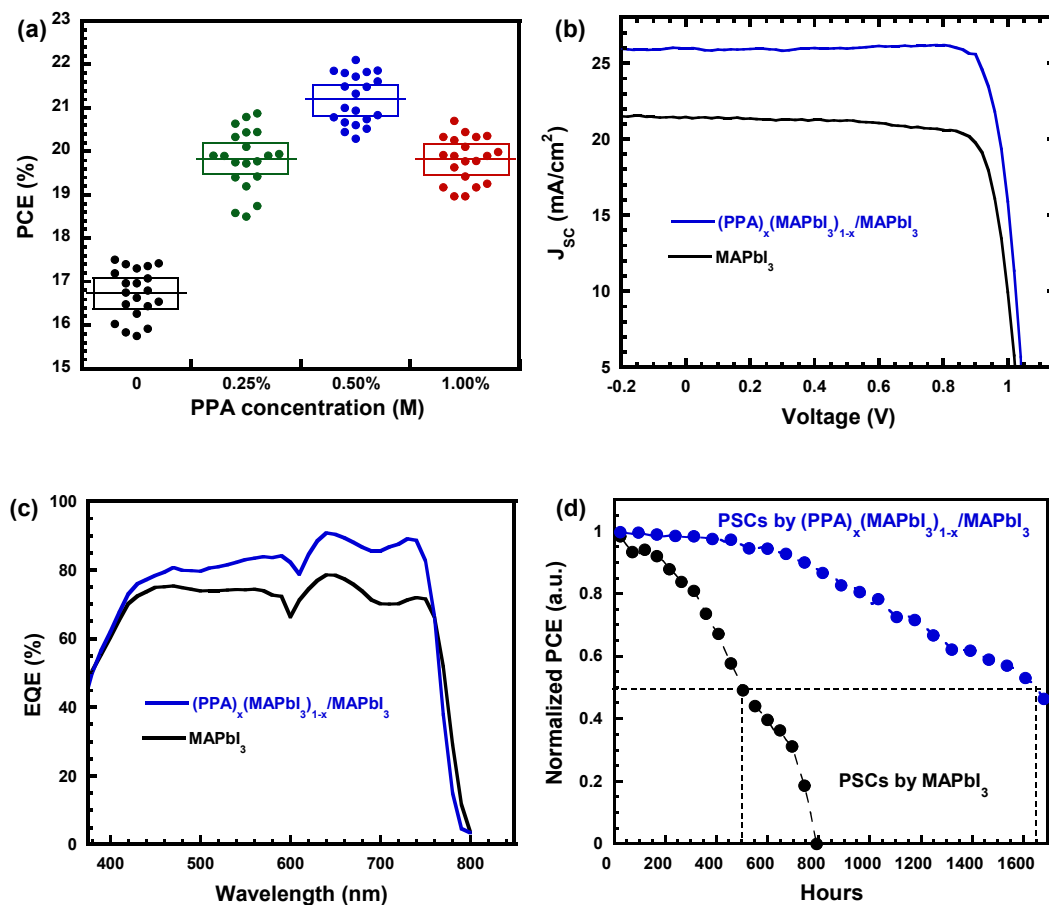 (a)
23
22
21
20
19
18
17
16
15
PCE (%)
0 0.25% 0.50% 1.00%
PPA concentration (M)
(b)
25
20
15
10
5
J_SC (mA/cm²)
(PPA)ₓ(MAPbI₃)₁₋ₓ/MAPbI₃
MAPbI₃
-0.2 0 0.2 0.4 0.6 0.8 1
Voltage (V)
(c)
100
80
60
40
20
0
EQE (%)
(PPA)ₓ(MAPbI₃)₁₋ₓ/MAPbI₃
MAPbI₃
400 500 600 700 800
Wavelength (nm)
(d)
1
0.8
0.6
0.4
0.2
0
Normalized PCE (a.u.)
PSCs by (PPA)ₓ(MAPbI₃)₁₋ₓ/MAPbI₃
PSCs by MAPbI₃
0 200 400 600 800 1000 1200 1400 1600
Hours